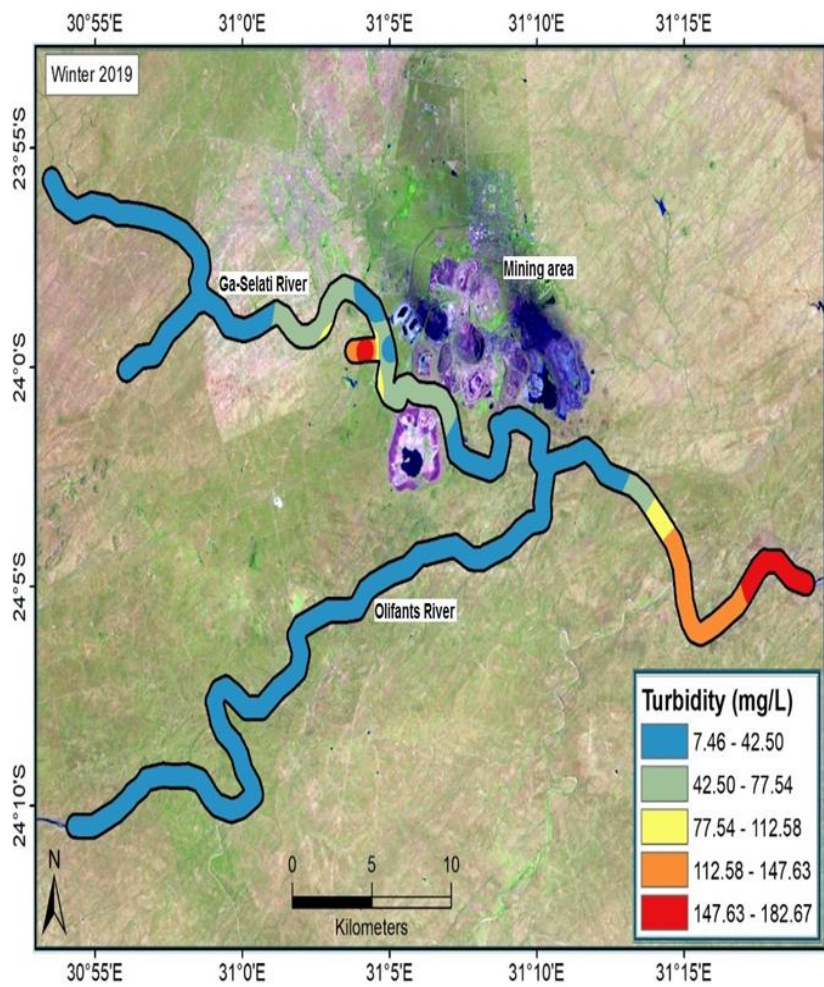 30°55'E 31°0'E 31°5'E 31°10'E 31°15'E
Winter 2019
23°55'S
Mining area
Ga-Selati River
24°0'S
24°5'S
Olifants River
Turbidity (mg/L)
7.46 - 42.50
42.50 - 77.54
77.54 - 112.58
112.58 - 147.63
147.63 - 182.67
24°10'S
N
0 5 10
Kilometers
30°55'E 31°0'E 31°5'E 31°10'E 31°15'E